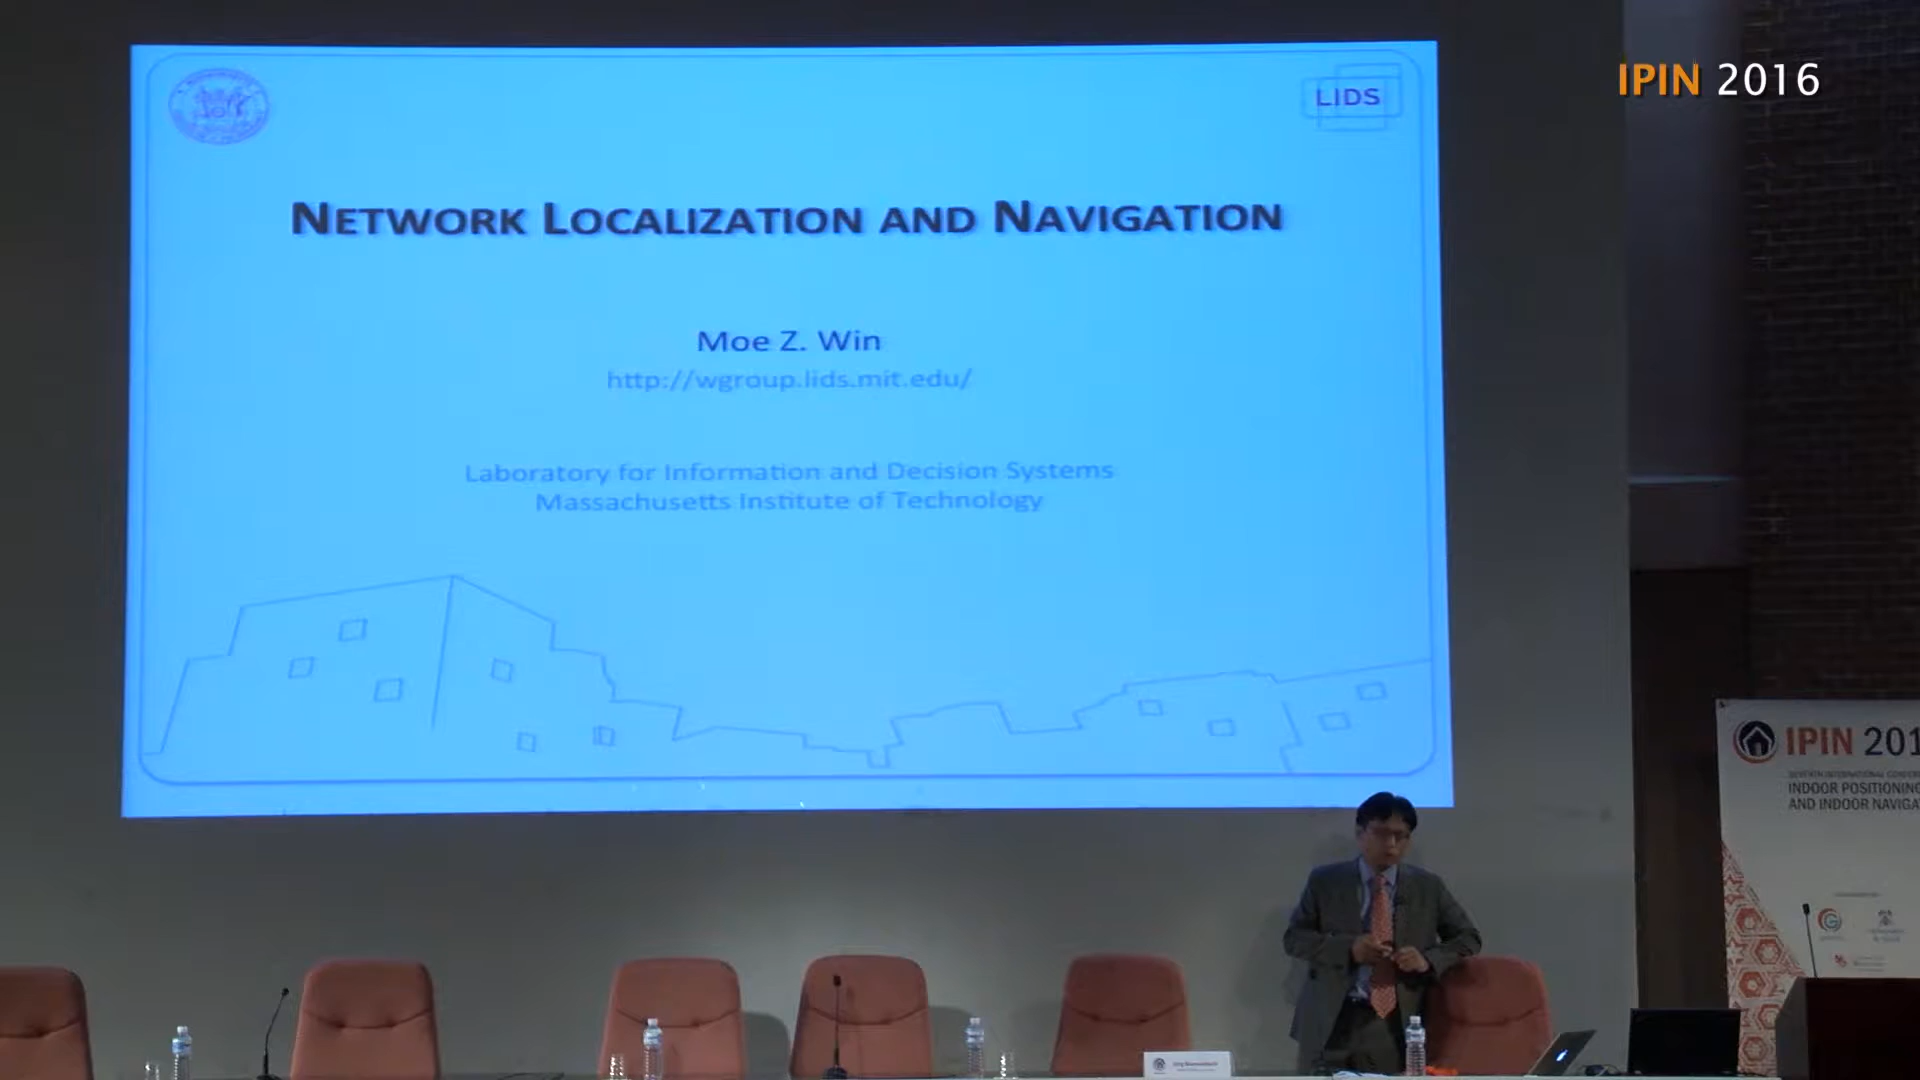 IPIN 2016
LIDS
NETWORK LOCALIZATION AND NAVIGATION
Moe Z. Win
http://wgroup.lids.mit.edu/
Laboratory for Information and Decision Systems
Massachusetts Institute of Technology
IPIN 201
INDOOR POSITIONING
AND INDOOR NAVIGA